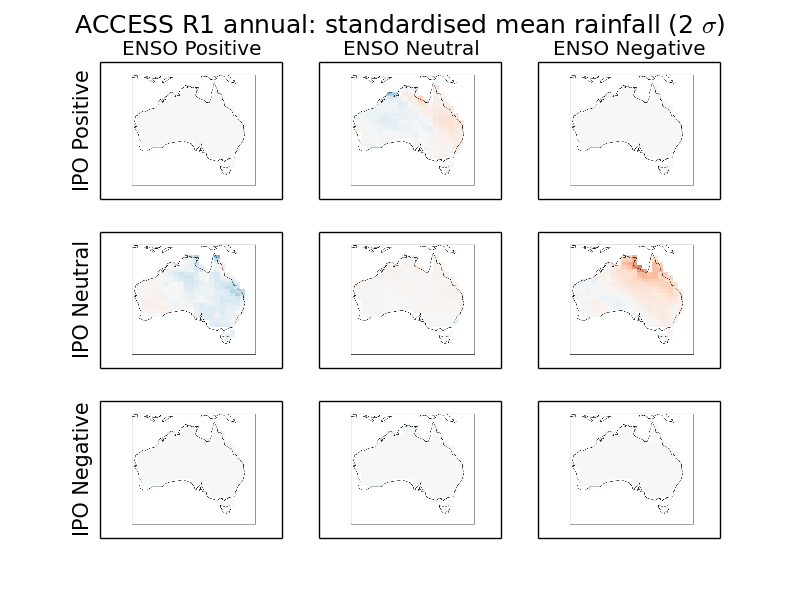 ACCESS R1 annual: standardised mean rainfall (2 σ)
ENSO Positive
ENSO Neutral
ENSO Negative
IPO Positive
IPO Neutral
IPO Negative